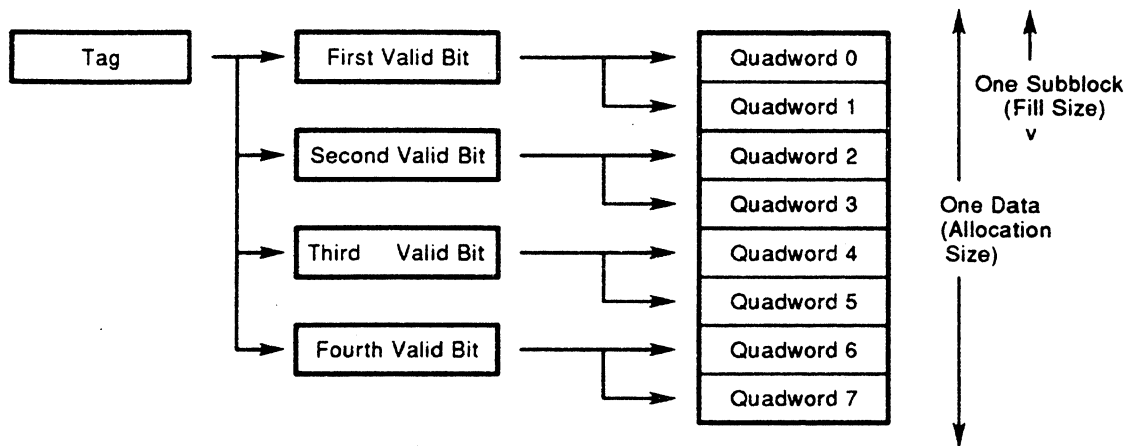 Tag
First Valid Bit
Second Valid Bit
Third Valid Bit
Fourth Valid Bit
Quadword 0
Quadword 1
Quadword 2
Quadword 3
Quadword 4
Quadword 5
Quadword 6
Quadword 7
One Subblock
(Fill Size)
v
One Data
(Allocation
Size)